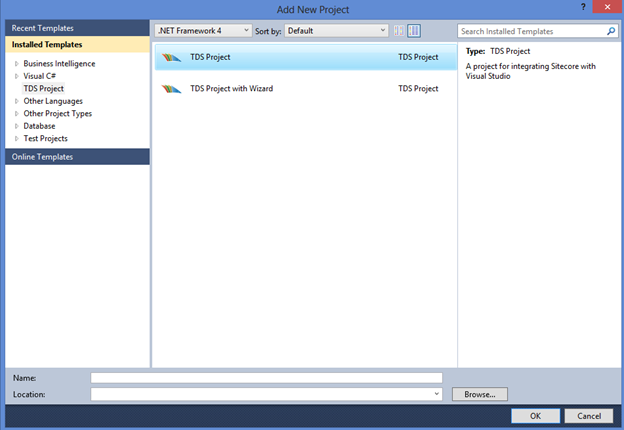 Add New Project
?
Recent Templates
.NET Framework 4
Sort by:
Default
Search Installed Templates
Installed Templates
Business Intelligence
Visual C#
TDS Project
Other Languages
Other Project Types
Database
Test Projects
Online Templates
TDS Project
TDS Project
TDS Project with Wizard
TDS Project
Type: TDS Project
A project for integrating Sitecore with
Visual Studio
Name:
Location:
Browse...
OK
Cancel